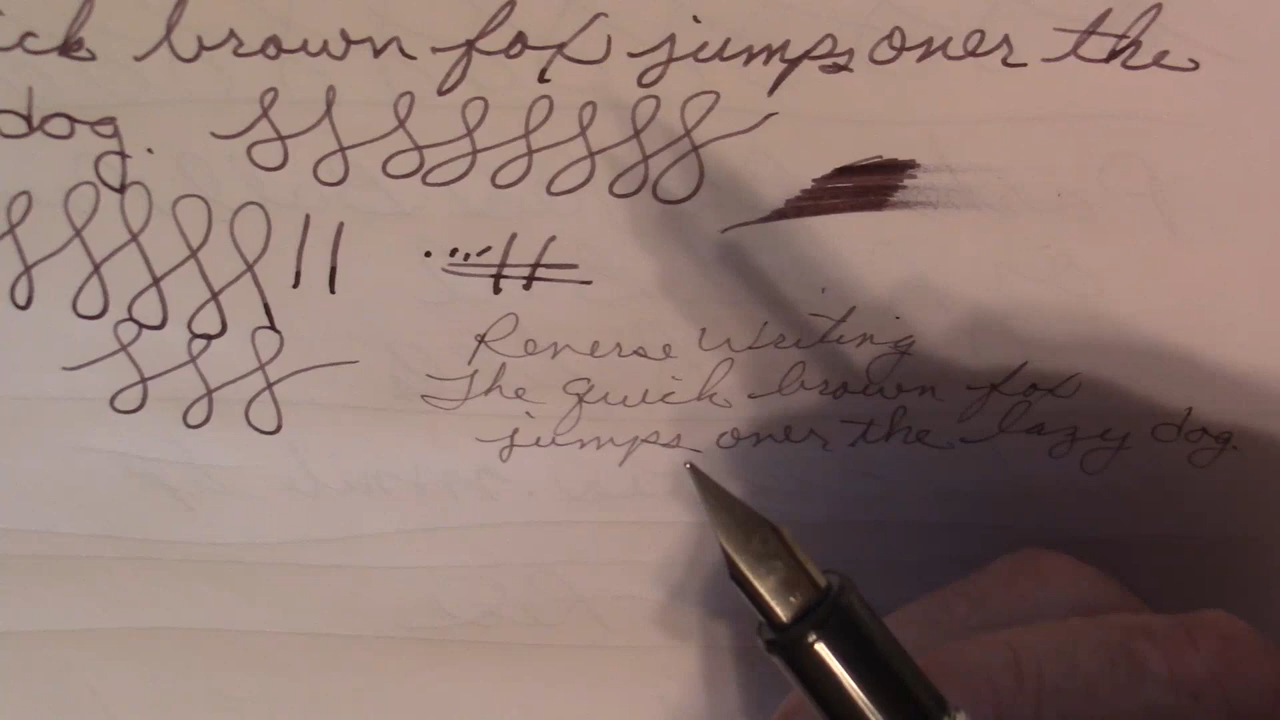 ick brown fox jumps over the
dog.
Reverse Writing
The quick brown fox
jumps over the lazy dog.